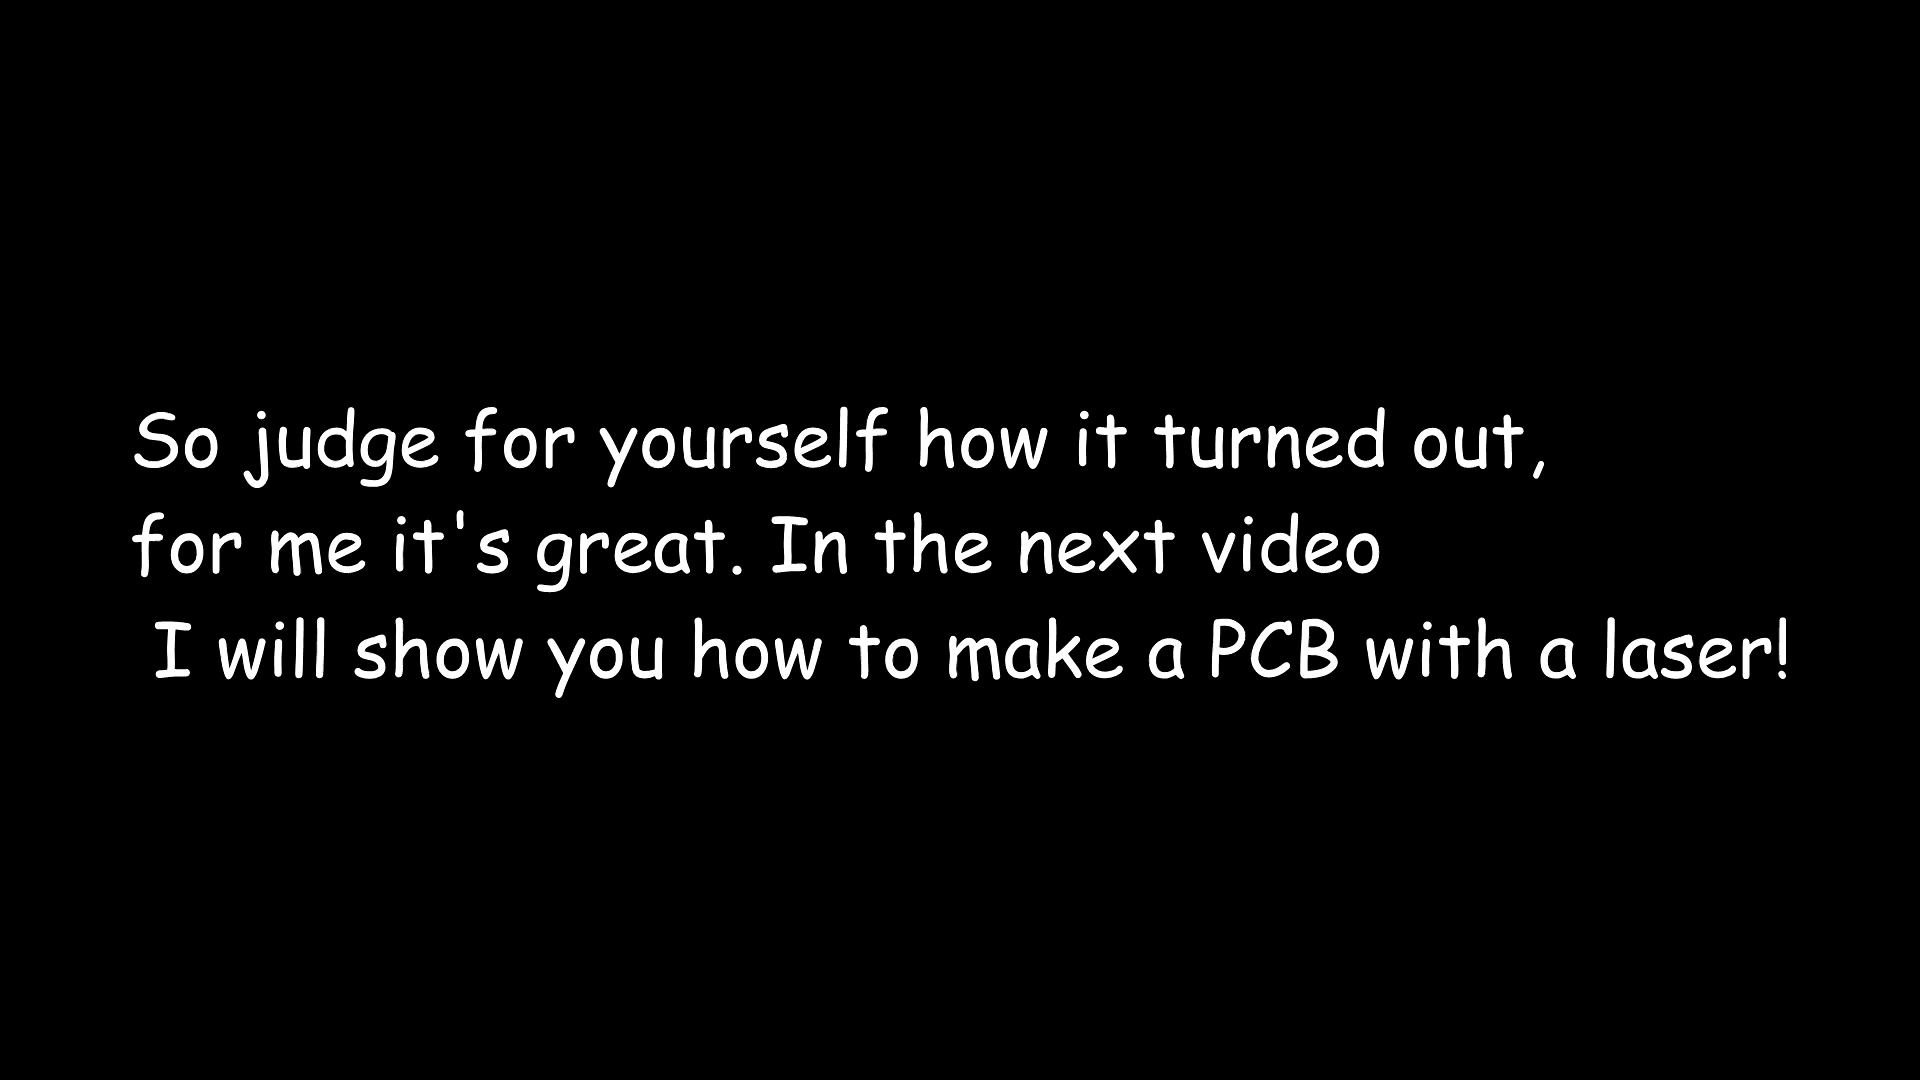 So judge for yourself how it turned out,
for me it's great. In the next video
I will show you how to make a PCB with a laser!